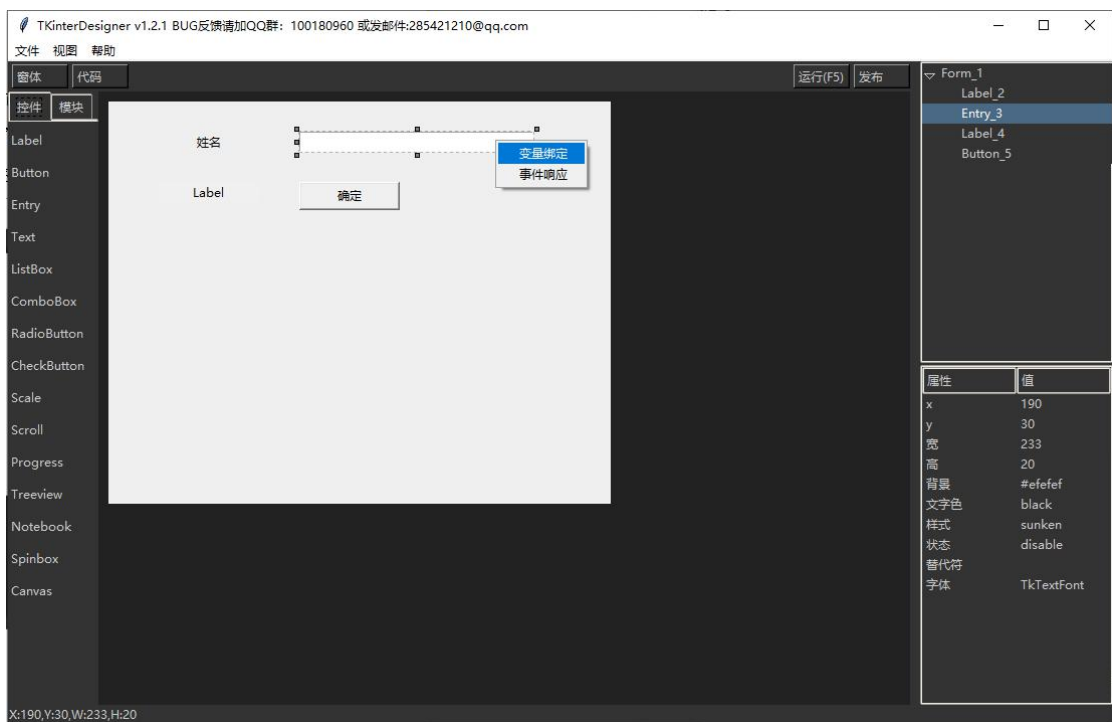 TKinterDesigner v1.2.1 BUG反馈请加QQ群：100180960 或发邮件:285421210@qq.com
文件 视图 帮助
窗体 代码 运行(F5) 发布
控件 模块
Label
Button
Entry
Text
ListBox
ComboBox
RadioButton
CheckButton
Scale
Scroll
Progress
Treeview
Notebook
Spinbox
Canvas
姓名
变量绑定
事件响应
Label 确定
Form_1
Label_2
Entry_3
Label_4
Button_5
属性 值
x 190
y 30
宽 233
高 20
背景 #efefef
文字色 black
样式 sunken
状态 disable
替代符
字体 TkTextFont
X:190,Y:30,W:233,H:20